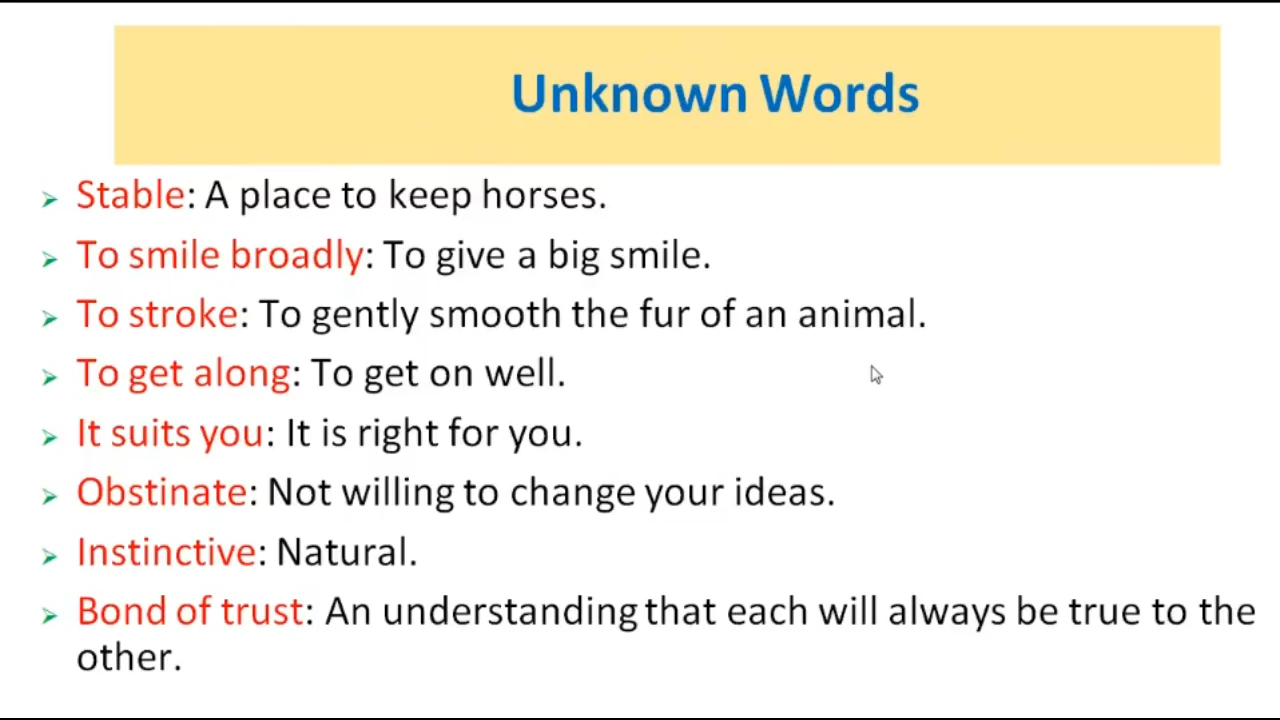 Unknown Words
Stable: A place to keep horses.
To smile broadly: To give a big smile.
To stroke: To gently smooth the fur of an animal.
To get along: To get on well.
It suits you: It is right for you.
Obstinate: Not willing to change your ideas.
Instinctive: Natural.
Bond of trust: An understanding that each will always be true to the
other.